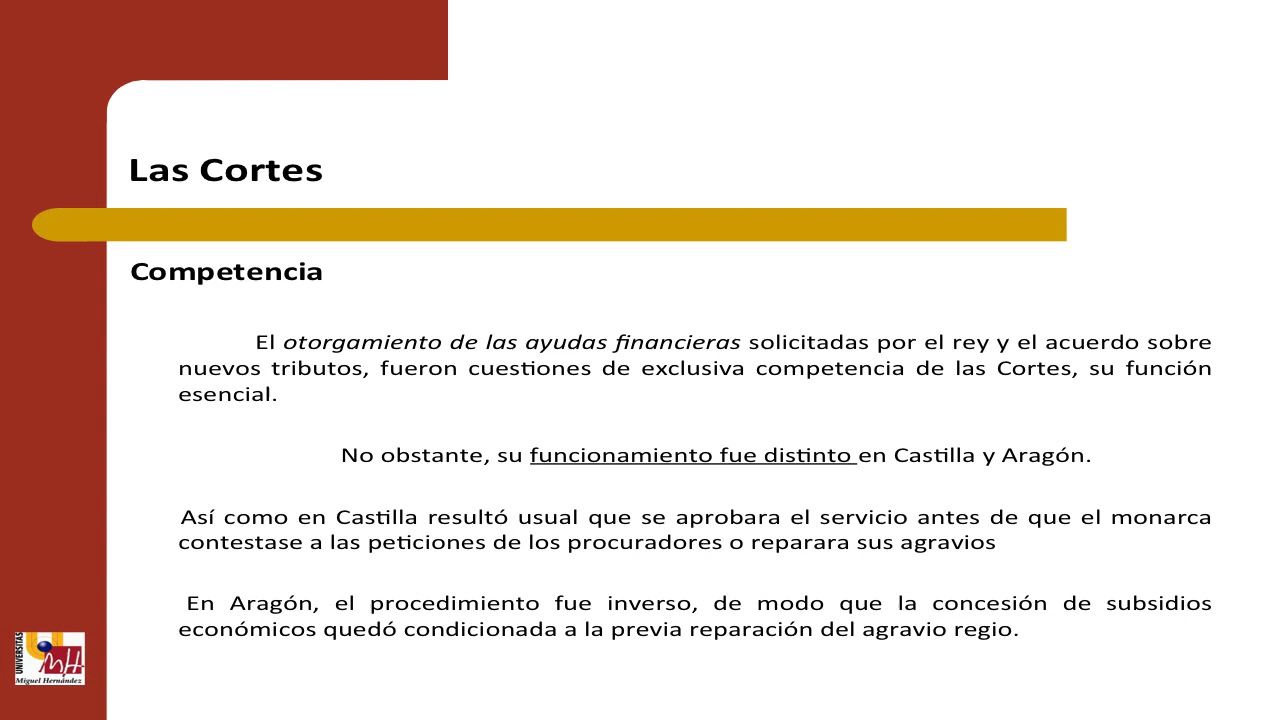 Las Cortes
Competencia
El otorgamiento de las ayudas financieras solicitadas por el rey y el acuerdo sobre
nuevos tributos, fueron cuestiones de exclusiva competencia de las Cortes, su función
esencial.
No obstante, su funcionamiento fue distinto en Castilla y Aragón.
Así como en Castilla resultó usual que se aprobara el servicio antes de que el monarca
contestase a las peticiones de los procuradores o reparara sus agravios
En Aragón, el procedimiento fue inverso, de modo que la concesión de subsidios
económicos quedó condicionada a la previa reparación del agravio regio.
UNIVERSITAS
MH
Miguel Hernández